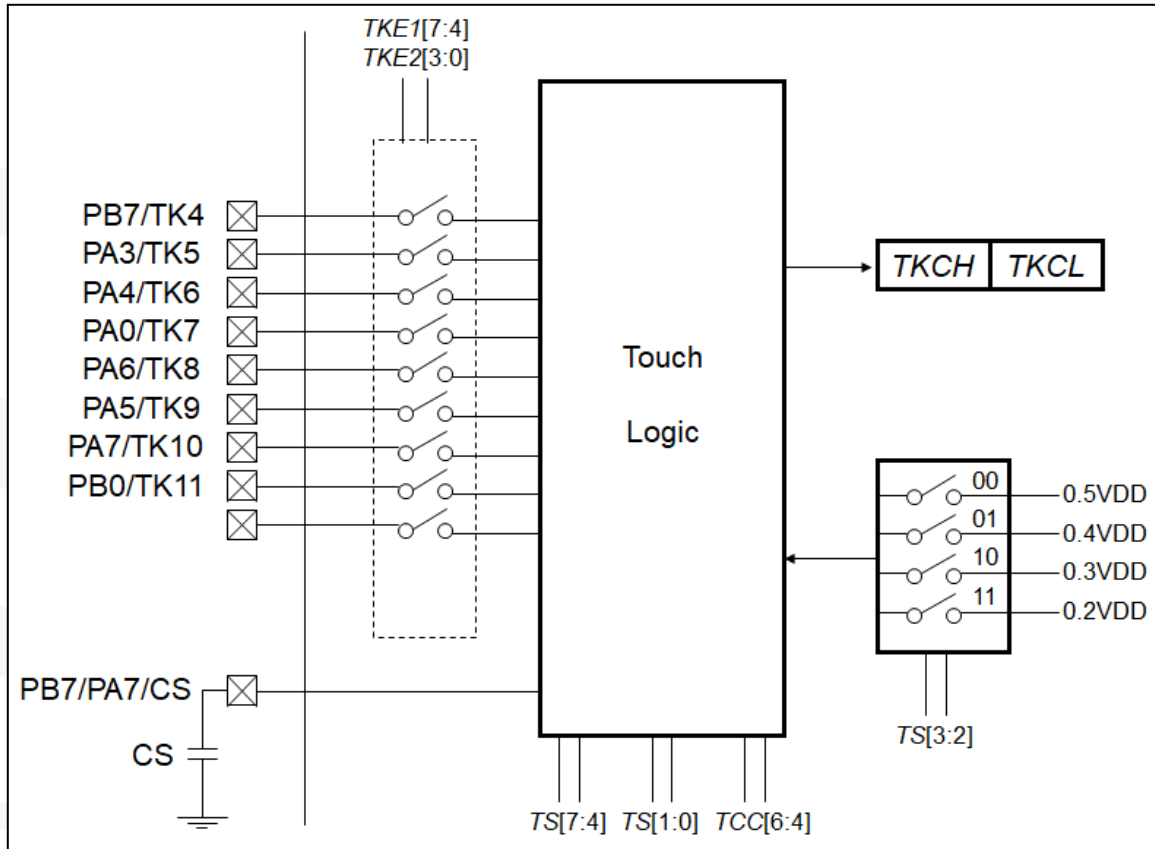 TKE1[7:4]
TKE2[3:0]
PB7/TK4
PA3/TK5
PA4/TK6
PA0/TK7
PA6/TK8
PA5/TK9
PA7/TK10
PB0/TK11
PB7/PA7/CS
CS
Touch
Logic
TKCH TKCL
00 0.5VDD
01 0.4VDD
10 0.3VDD
11 0.2VDD
TS[3:2]
TS[7:4] TS[1:0] TCC[6:4]